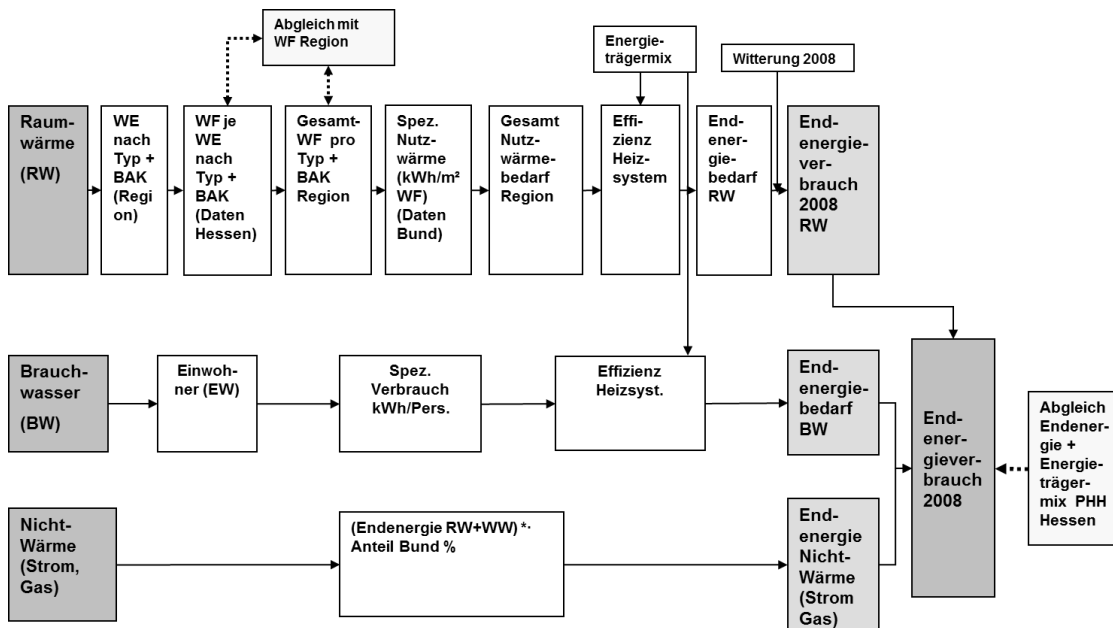 Abgleich mit
WF Region
Energie-
trägermix
Witterung 2008
Raum-
wärme
(RW)
WE
nach
Typ +
BAK
(Regi
on)
WF je
WE
nach
Typ +
BAK
(Daten
Hessen)
Gesamt-
WF pro
Typ +
BAK
Region
Spez.
Nutz-
wärme
(kWh/m²
WF)
(Daten
Bund)
Gesamt
Nutz-
wärme-
bedarf
Region
Effi-
zienz
Heiz-
system
End-
ener-
gie-
bedarf
RW
End-
energie-
ver-
brauch
2008
RW
Brauch-
wasser
(BW)
Einwoh-
ner (EW)
Spez.
Verbrauch
kWh/Pers.
Effizienz
Heizsyst.
End-
energie-
bedarf
BW
End-
energiever-
brauch
2008
Abgleich
Endener-
gie +
Energie-
träger-
mix PHH
Hessen
Nicht-
Wärme
(Strom,
Gas)
(Endenergie RW+WW) *·
Anteil Bund %
End-
energie
Nicht-
Wärme
(Strom
Gas)